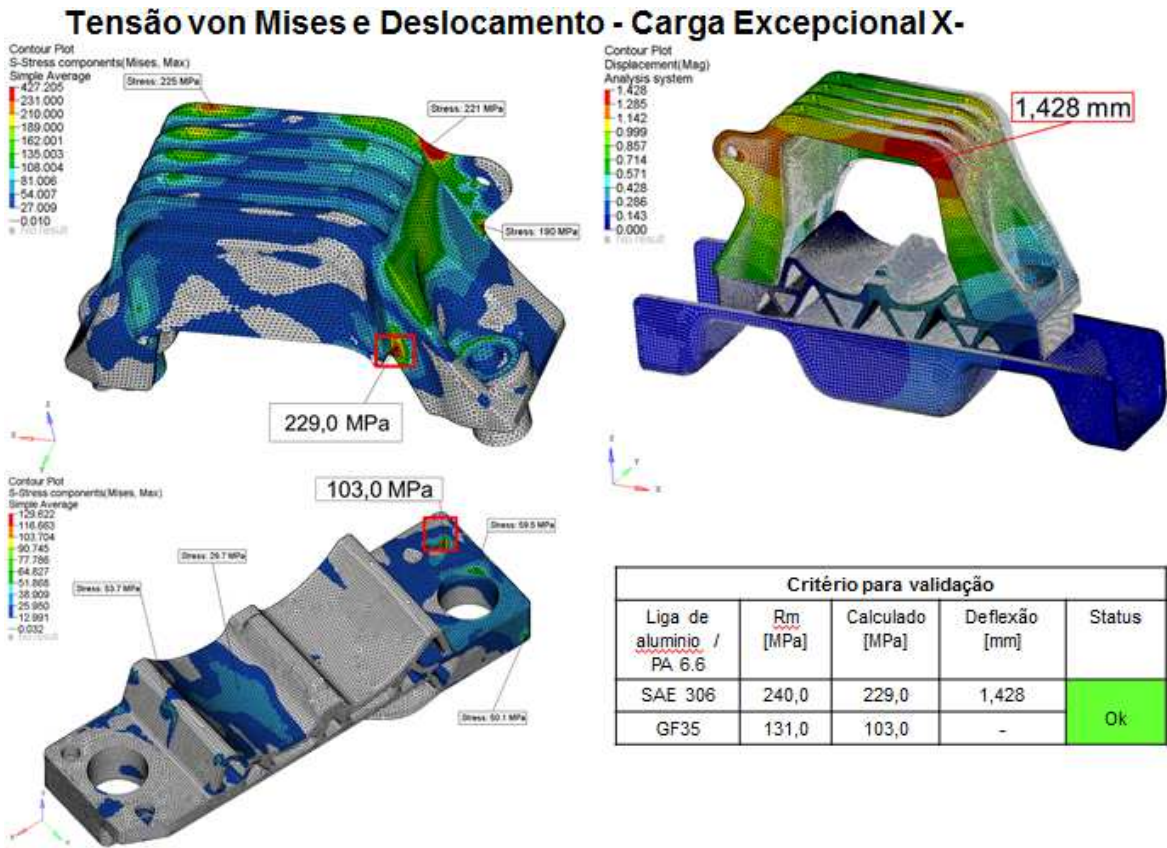 Tensão von Mises e Deslocamento - Carga Excepcional X-
Contour Plot
S-Stress components(Mises, Max)
Simple Average
427.205
231.000
210.000
189.000
162.001
135.003
108.004
81.006
54.007
27.009
0.010
No result
Stress: 225 MPa
Stress: 221 MPa
Stress: 190 MPa
229,0 MPa
Contour Plot
Displacement(Mag)
Analysis system
1.428
1.285
1.142
0.999
0.857
0.714
0.571
0.428
0.286
0.143
0.000
No result
1,428 mm
Contour Plot
S-Stress components(Mises, Max)
Simple Average
129.622
116.663
103.704
90.745
77.786
64.827
51.868
38.909
25.950
12.991
0.032
No result
103,0 MPa
Stress: 59.5 MPa
Stress: 29.7 MPa
Stress: 53.7 MPa
Stress: 50.1 MPa
Critério para validação
Liga de aluminio / PA 6.6
Rm [MPa]
Calculado [MPa]
Deflexão [mm]
Status
SAE 306 240,0 229,0 1,428
Ok
GF35 131,0 103,0 -